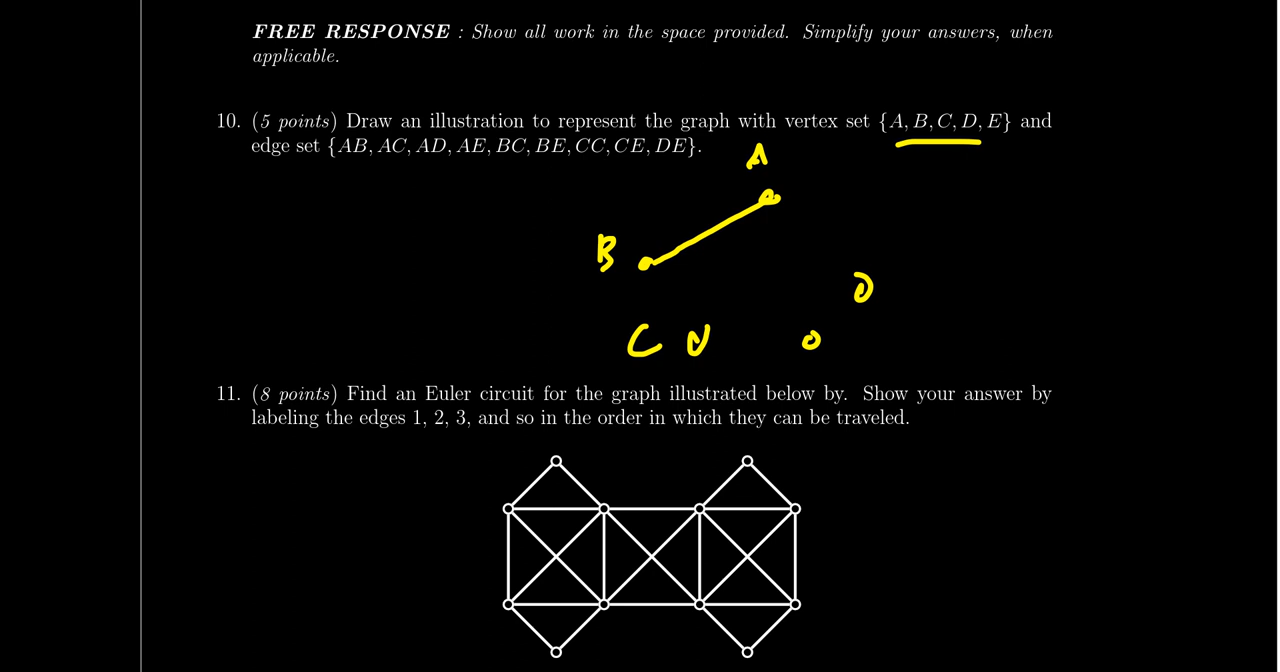 FREE RESPONSE : Show all work in the space provided. Simplify your answers, when
applicable.
10. (5 points) Draw an illustration to represent the graph with vertex set {A, B, C, D, E} and
edge set {AB, AC, AD, AE, BC, BE, CC, CE, DE}.
A
B
D
C
11. (8 points) Find an Euler circuit for the graph illustrated below by. Show your answer by
labeling the edges 1, 2, 3, and so in the order in which they can be traveled.